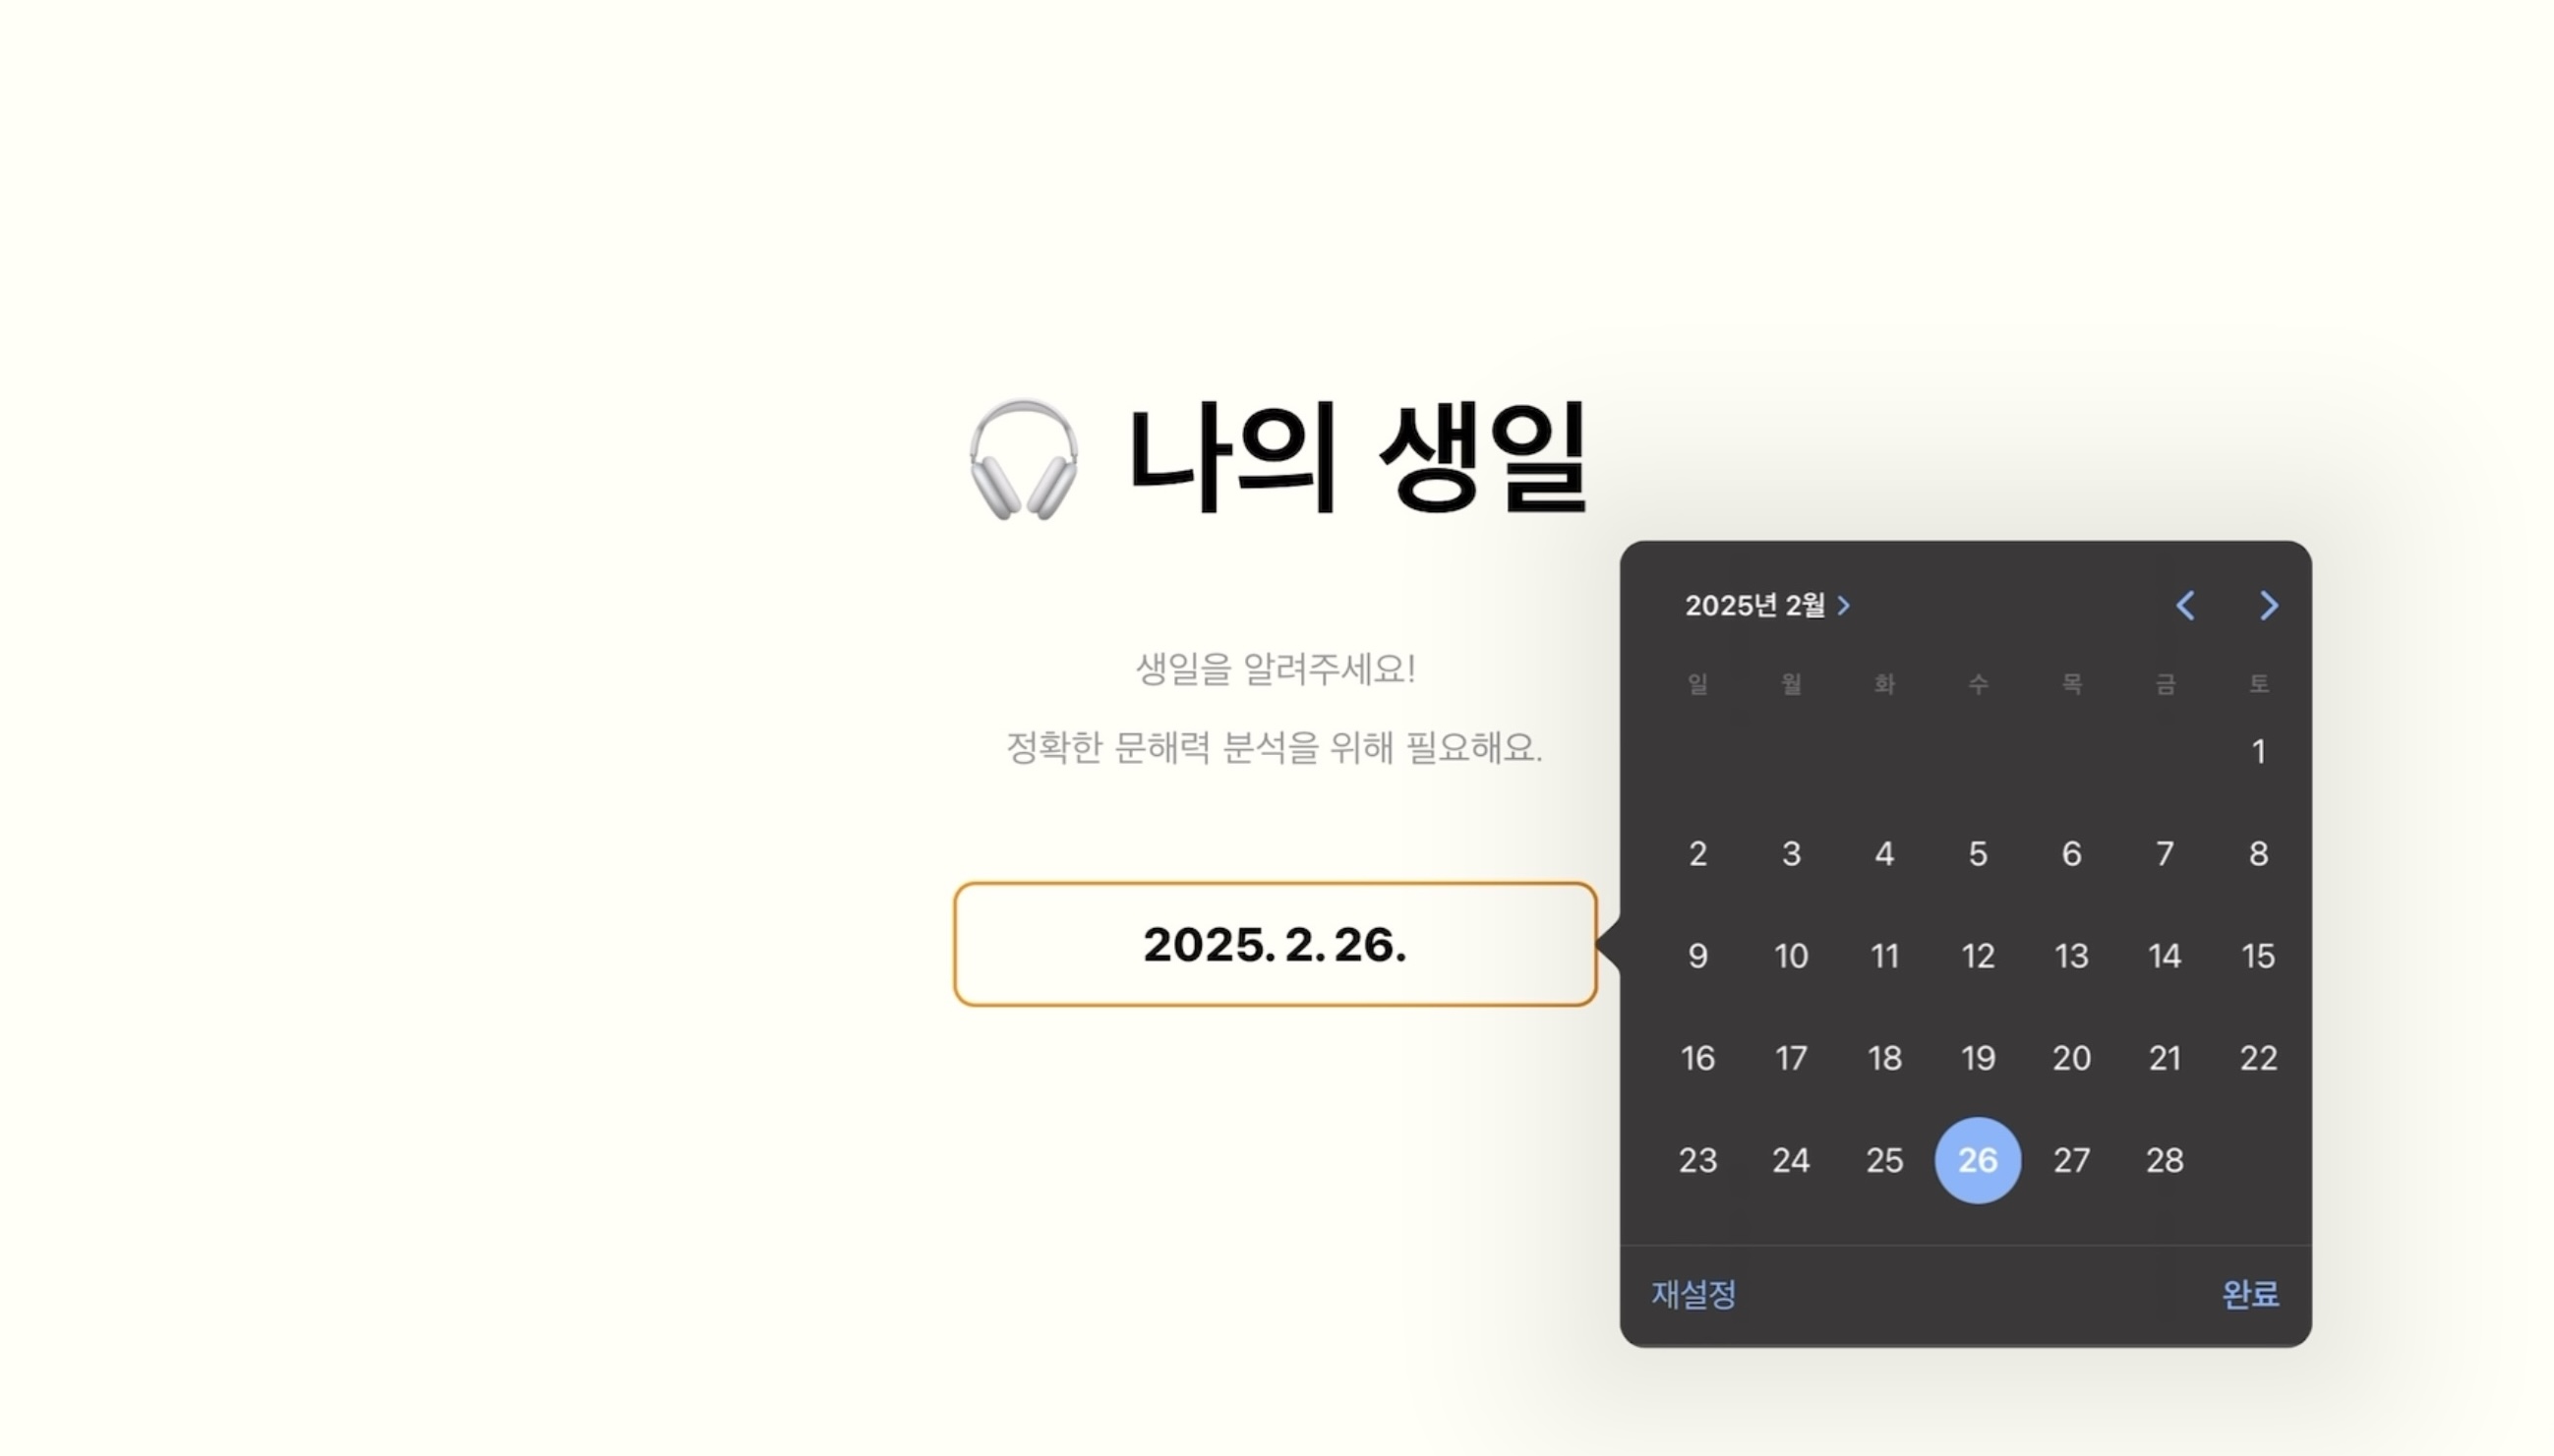 나의 생일
생일을 알려주세요!
정확한 문해력 분석을 위해 필요해요.
2025. 2. 26.
2025년 2월
일 월 화 수 목 금 토
1
2 3 4 5 6 7 8
9 10 11 12 13 14 15
16 17 18 19 20 21 22
23 24 25 26 27 28
재설정 완료